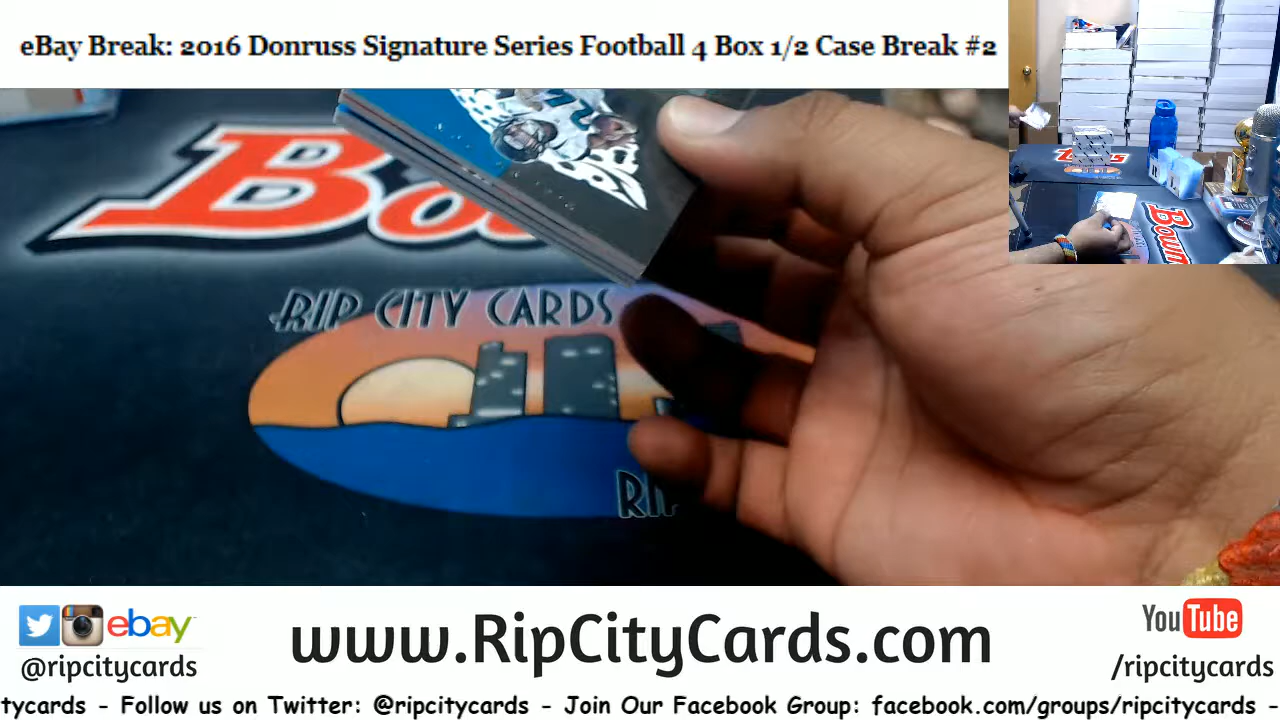 eBay Break: 2016 Donruss Signature Series Football 4 Box 1/2 Case Break #2
RIP CITY CARDS
ebay
@ripcitycards
www.RipCityCards.com
YouTube
/ripcitycards
tycards - Follow us on Twitter: @ripcitycards - Join Our Facebook Group: facebook.com/groups/ripcitycards -